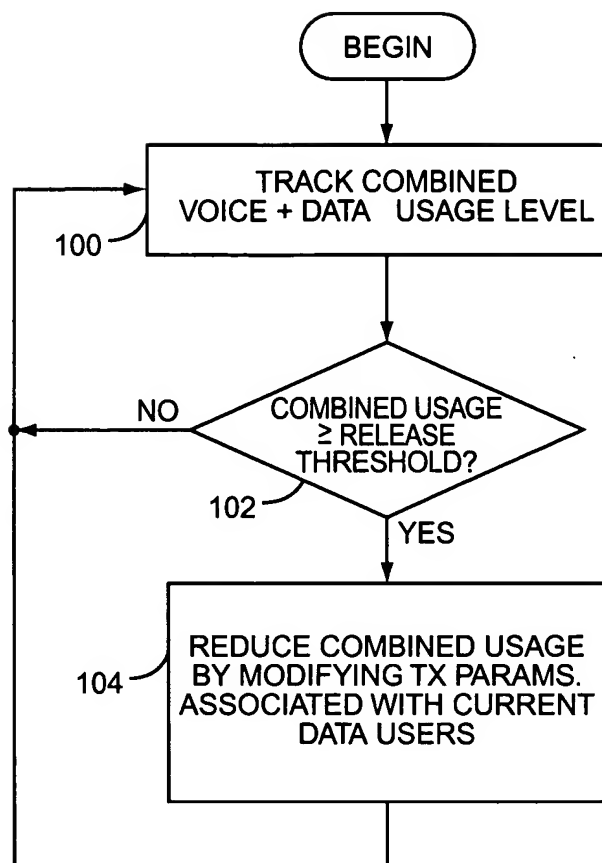 BEGIN
TRACK COMBINED
VOICE + DATA USAGE LEVEL
100
NO
COMBINED USAGE
≥ RELEASE
THRESHOLD?
102
YES
REDUCE COMBINED USAGE
BY MODIFYING TX PARAMS.
ASSOCIATED WITH CURRENT
DATA USERS
104